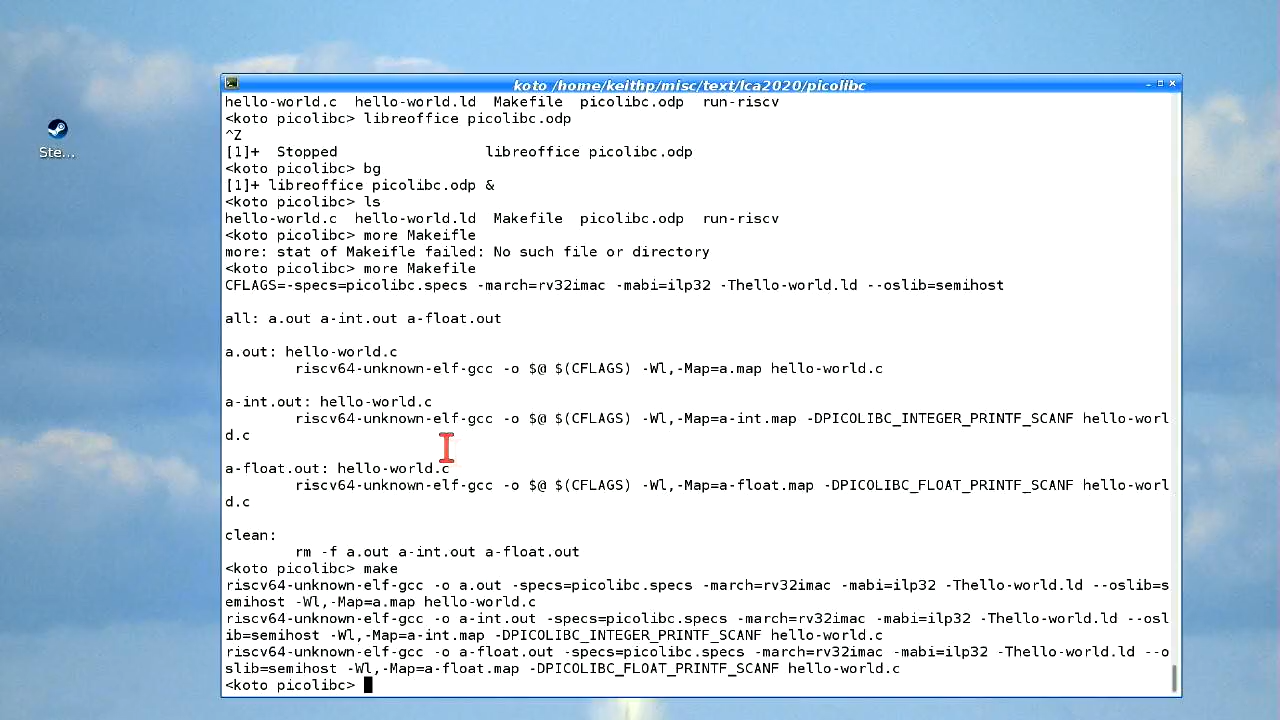 koto /home/keithp/misc/text/lca2020/picolibc
hello-world.c  hello-world.ld  Makefile  picolibc.odp  run-riscv
<koto picolibc> libreoffice picolibc.odp
^Z
[1]+  Stopped                 libreoffice picolibc.odp
<koto picolibc> bg
[1]+ libreoffice picolibc.odp &
<koto picolibc> ls
hello-world.c  hello-world.ld  Makefile  picolibc.odp  run-riscv
<koto picolibc> more Makeifle
more: stat of Makeifle failed: No such file or directory
<koto picolibc> more Makefile
CFLAGS=-specs=picolibc.specs -march=rv32imac -mabi=ilp32 -Thello-world.ld --oslib=semihost
all: a.out a-int.out a-float.out
a.out: hello-world.c
        riscv64-unknown-elf-gcc -o $@ $(CFLAGS) -Wl,-Map=a.map hello-world.c
a-int.out: hello-world.c
        riscv64-unknown-elf-gcc -o $@ $(CFLAGS) -Wl,-Map=a-int.map -DPICOLIBC_INTEGER_PRINTF_SCANF hello-worl
d.c
a-float.out: hello-world.c
        riscv64-unknown-elf-gcc -o $@ $(CFLAGS) -Wl,-Map=a-float.map -DPICOLIBC_FLOAT_PRINTF_SCANF hello-worl
d.c
clean:
        rm -f a.out a-int.out a-float.out
<koto picolibc> make
riscv64-unknown-elf-gcc -o a.out -specs=picolibc.specs -march=rv32imac -mabi=ilp32 -Thello-world.ld --oslib=s
emihost -Wl,-Map=a.map hello-world.c
riscv64-unknown-elf-gcc -o a-int.out -specs=picolibc.specs -march=rv32imac -mabi=ilp32 -Thello-world.ld --osl
ib=semihost -Wl,-Map=a-int.map -DPICOLIBC_INTEGER_PRINTF_SCANF hello-world.c
riscv64-unknown-elf-gcc -o a-float.out -specs=picolibc.specs -march=rv32imac -mabi=ilp32 -Thello-world.ld --o
slib=semihost -Wl,-Map=a-float.map -DPICOLIBC_FLOAT_PRINTF_SCANF hello-world.c
<koto picolibc>
Ste...